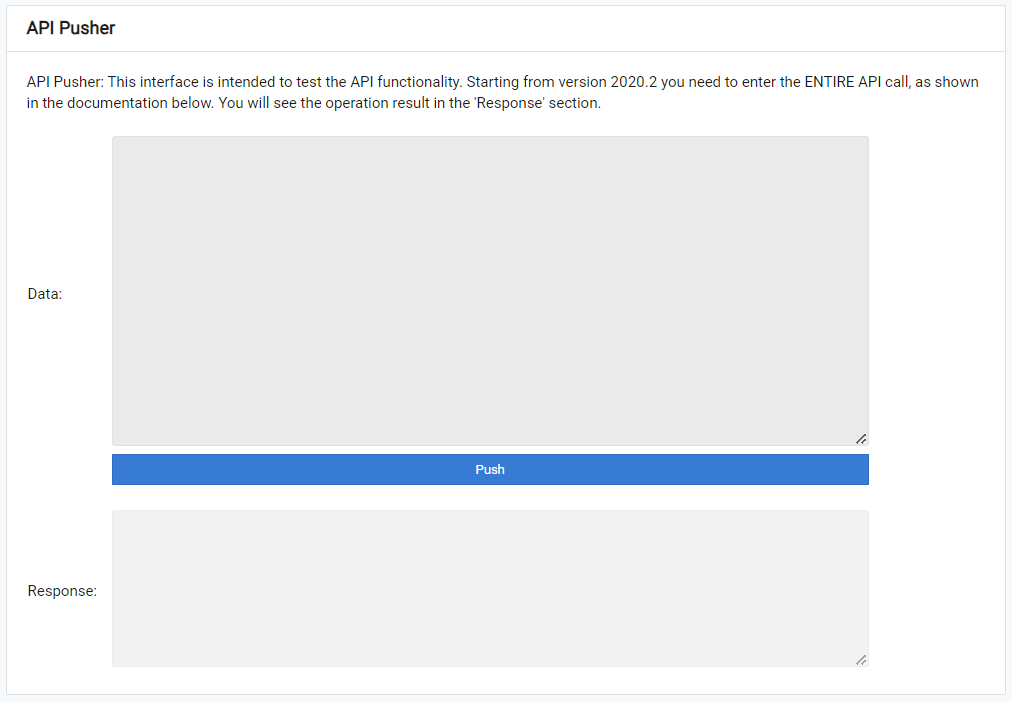 API Pusher
API Pusher: This interface is intended to test the API functionality. Starting from version 2020.2 you need to enter the ENTIRE API call, as shown
in the documentation below. You will see the operation result in the 'Response' section.
Data:
Push
Response: